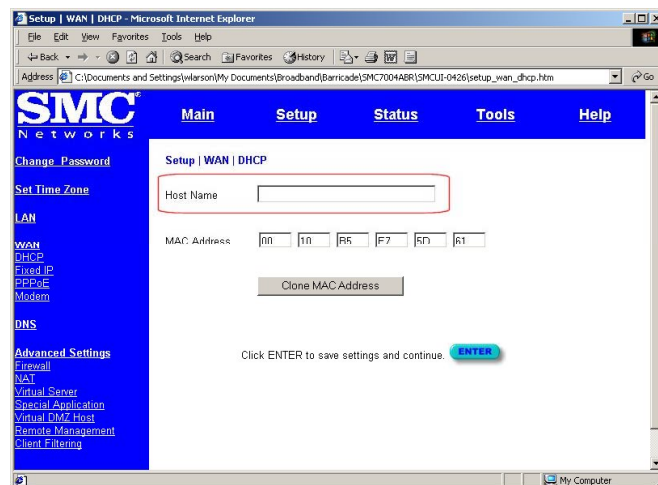 Setup | WAN | DHCP - Microsoft Internet Explorer
File Edit View Favorites Tools Help
Back Search Favorites History
Address C:\Documents and Settings\wlarson\My Documents\Broadband\Barricade\SMC7004ABR\SMCUI-0426\setup_wan_dhcp.htm Go
SMC®
Networks
Main Setup Status Tools Help
Change Password
Set Time Zone
LAN
WAN
DHCP
Fixed IP
PPPoE
Modem
DNS
Advanced Settings
Firewall
NAT
Virtual Server
Special Application
Virtual DMZ Host
Remote Management
Client Filtering
Setup | WAN | DHCP
Host Name
MAC Address 00 10 B5 E7 5D 61
Clone MAC Address
Click ENTER to save settings and continue. ENTER
My Computer